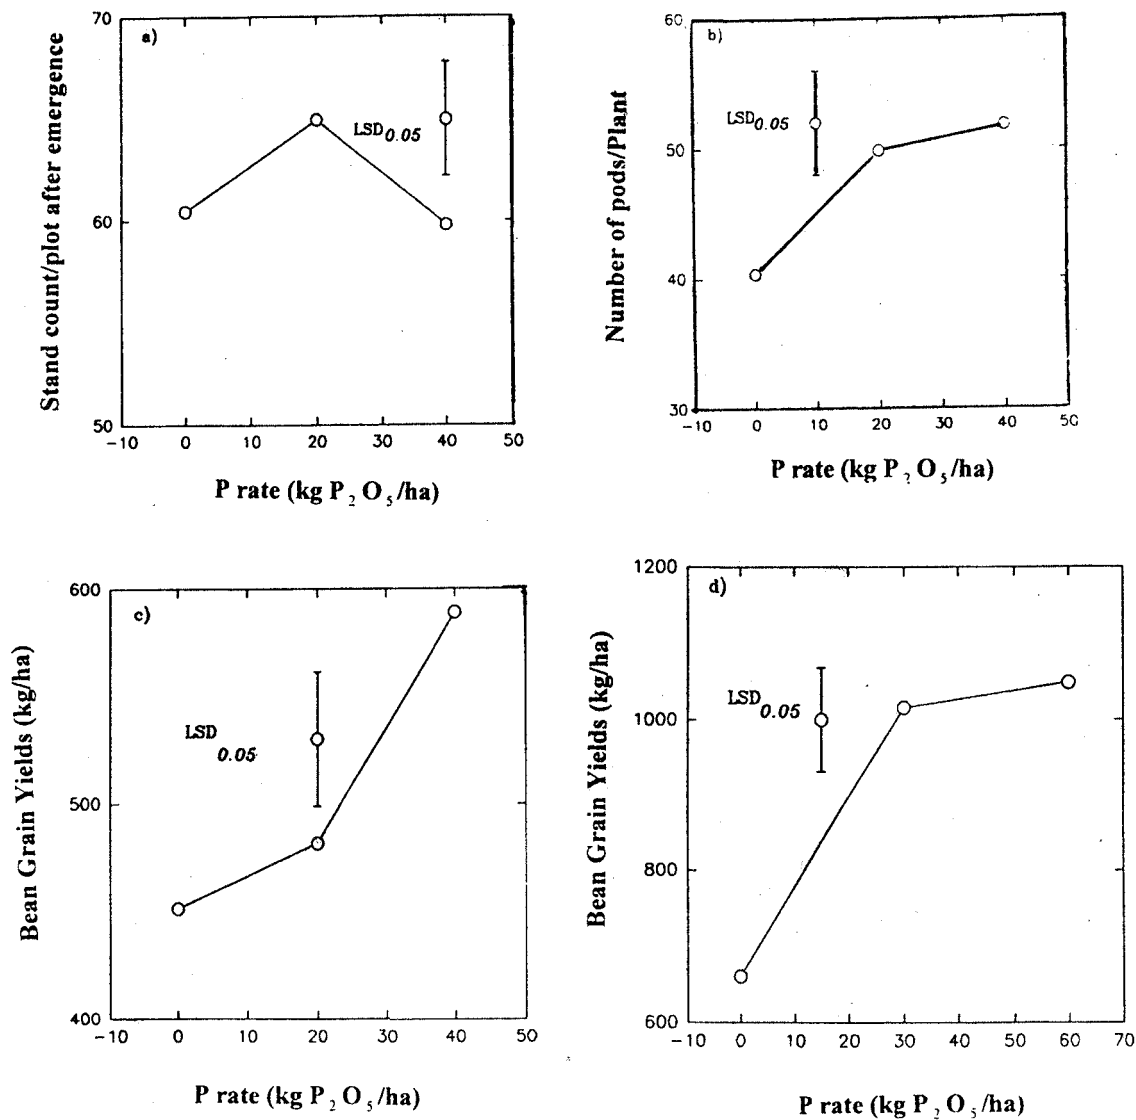 a)
70
60
50
-10 0 10 20 30 40 50
LSD0.05
Stand count/plot after emergence
P rate (kg P2O5/ha)
b)
60
50
40
30
-10 0 10 20 30 40 50
LSD0.05
Number of pods/Plant
P rate (kg P2O5/ha)
c)
600
500
400
-10 0 10 20 30 40 50
LSD0.05
Bean Grain Yields (kg/ha)
P rate (kg P2O5/ha)
d)
1200
1000
800
600
-10 0 10 20 30 40 50 60 70
LSD0.05
Bean Grain Yields (kg/ha)
P rate (kg P2O5/ha)